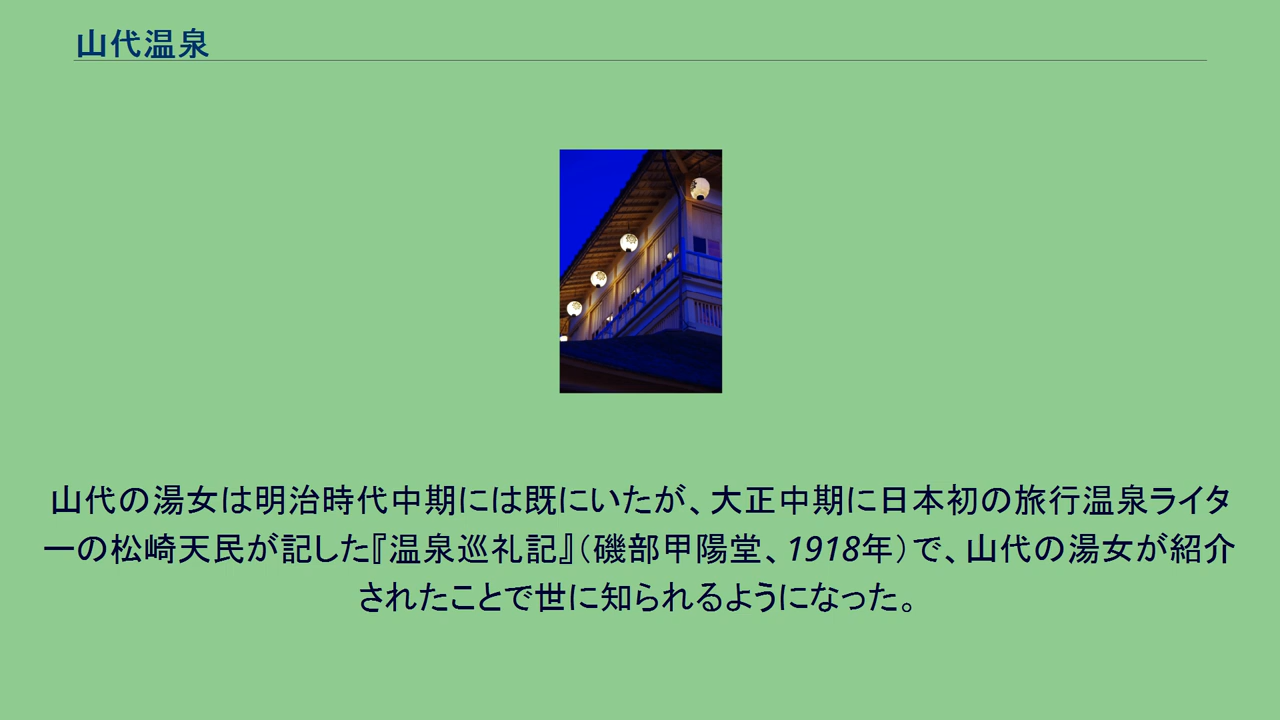 山代温泉
山代の湯女は明治時代中期には既にいたが、大正中期に日本初の旅行温泉ライタ
ーの松崎天民が記した『温泉巡礼記』（磯部甲陽堂、1918年）で、山代の湯女が紹介
されたことで世に知られるようになった。